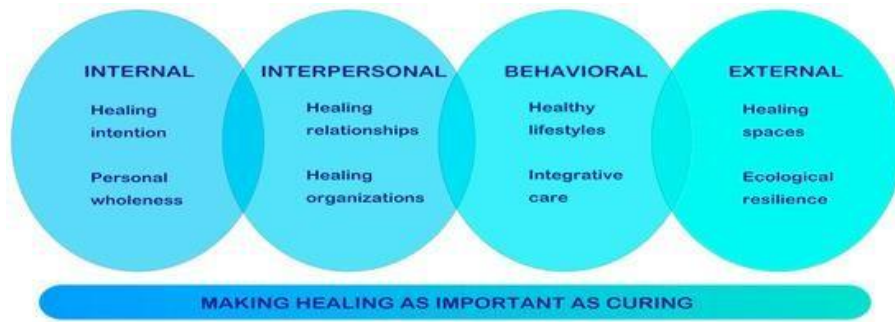 INTERNAL
Healing
intention
Personal
wholeness
INTERPERSONAL
Healing
relationships
Healing
organizations
BEHAVIORAL
Healthy
lifestyles
Integrative
care
EXTERNAL
Healing
spaces
Ecological
resilience
MAKING HEALING AS IMPORTANT AS CURING